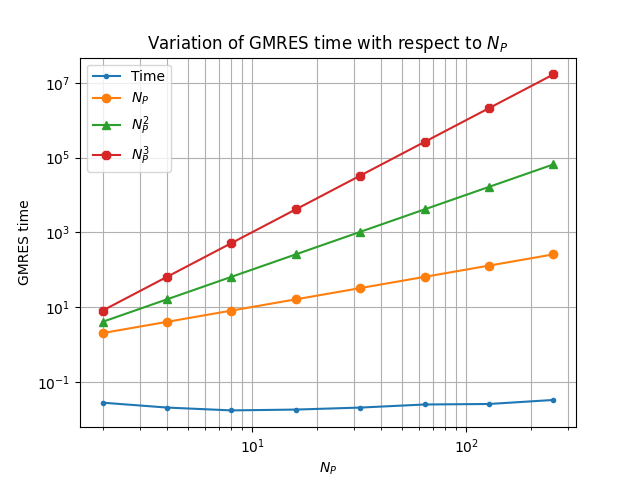 Variation of GMRES time with respect to $N_P$
Time
$N_P$
$N_P^2$
$N_P^3$
GMRES time
$10^7$
$10^5$
$10^3$
$10^1$
$10^{-1}$
$10^1$ $10^2$
$N_P$